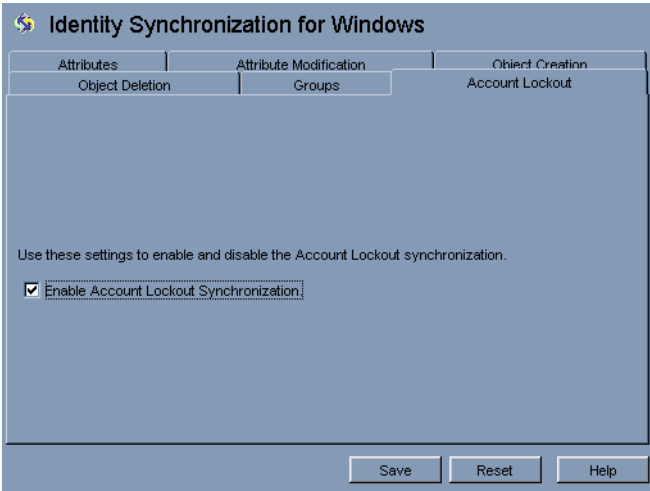 Identity Synchronization for Windows
Attributes Attribute Modification Object Creation
Object Deletion Groups Account Lockout
Use these settings to enable and disable the Account Lockout synchronization.
Enable Account Lockout Synchronization.
Save Reset Help